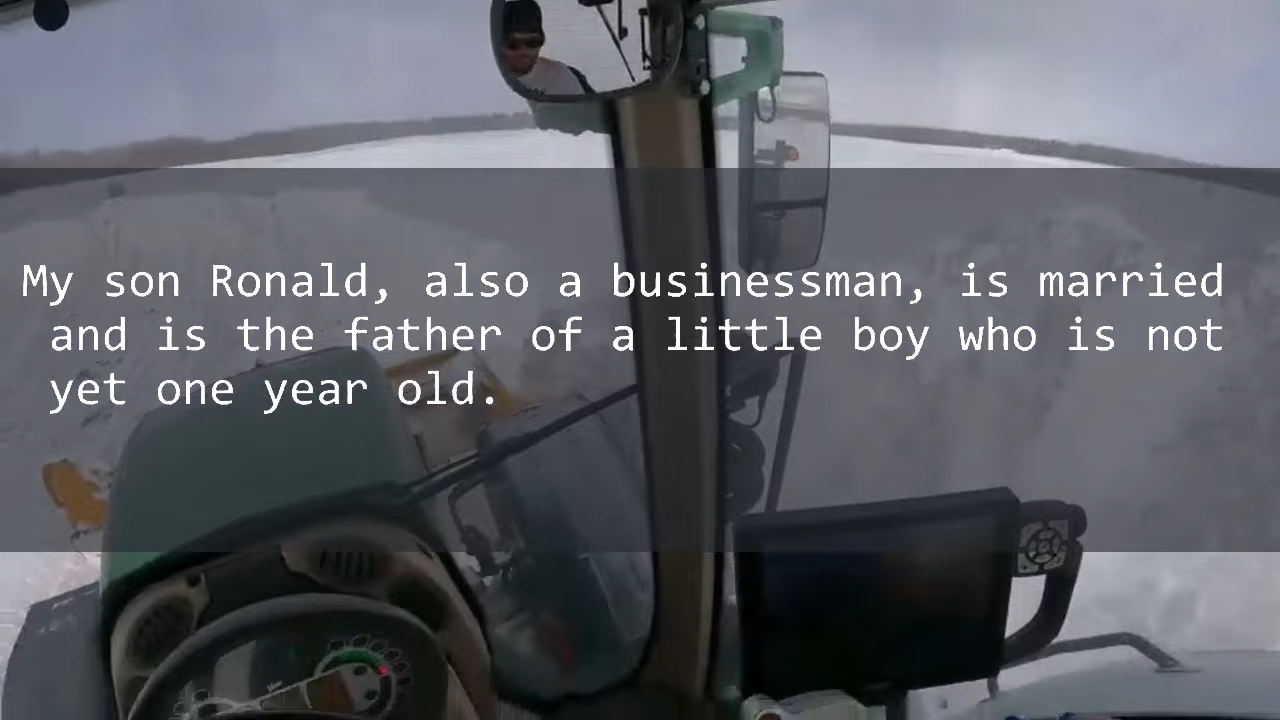 My son Ronald, also a businessman, is married
and is the father of a little boy who is not
yet one year old.